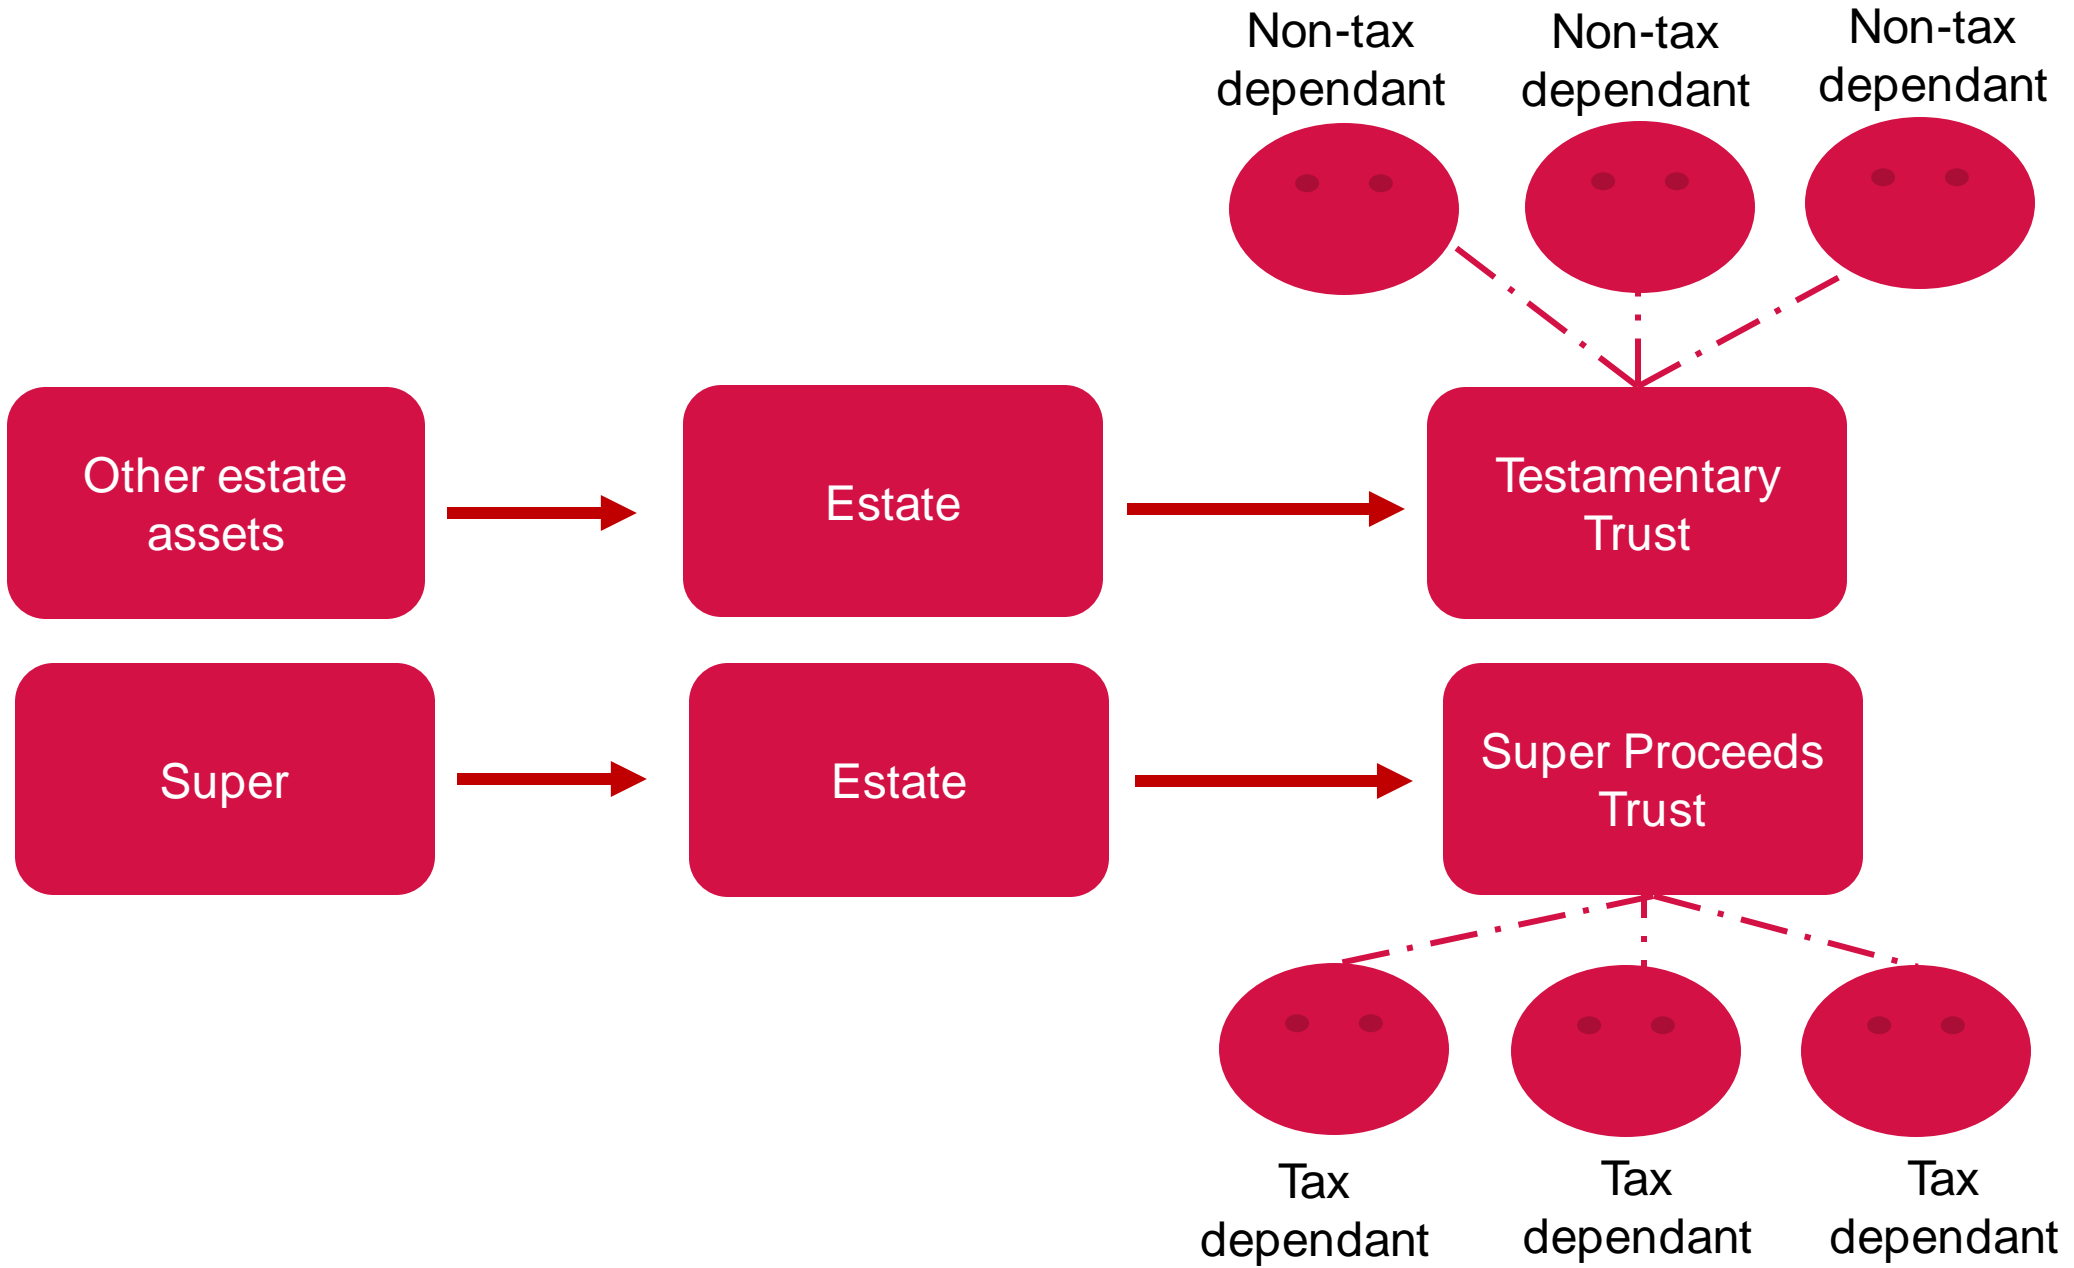 Non-tax
dependant
Non-tax
dependant
Non-tax
dependant
Other estate
assets
Estate
Testamentary
Trust
Super
Estate
Super Proceeds
Trust
Tax
dependant
Tax
dependant
Tax
dependant